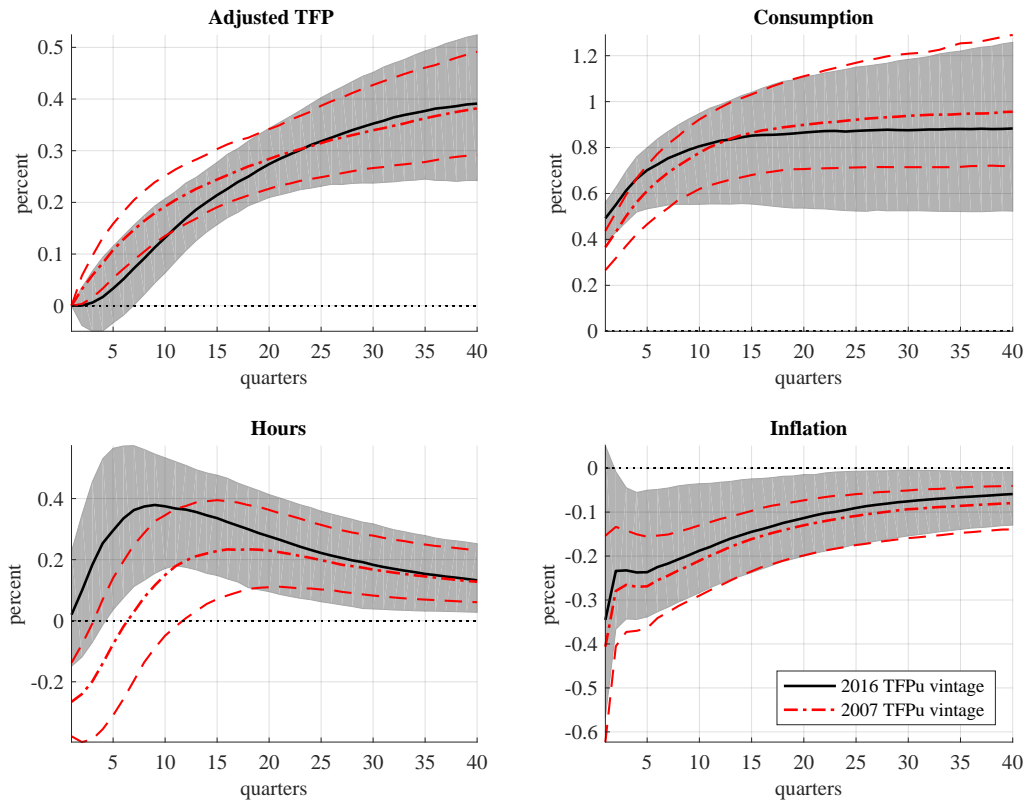 Adjusted TFP
percent
0.5
0.4
0.3
0.2
0.1
0
5 10 15 20 25 30 35 40
quarters
Consumption
percent
1.2
1
0.8
0.6
0.4
0.2
0
5 10 15 20 25 30 35 40
quarters
Hours
percent
0.4
0.2
0
-0.2
5 10 15 20 25 30 35 40
quarters
Inflation
percent
0
-0.1
-0.2
-0.3
-0.4
-0.5
-0.6
2016 TFPu vintage
2007 TFPu vintage
5 10 15 20 25 30 35 40
quarters